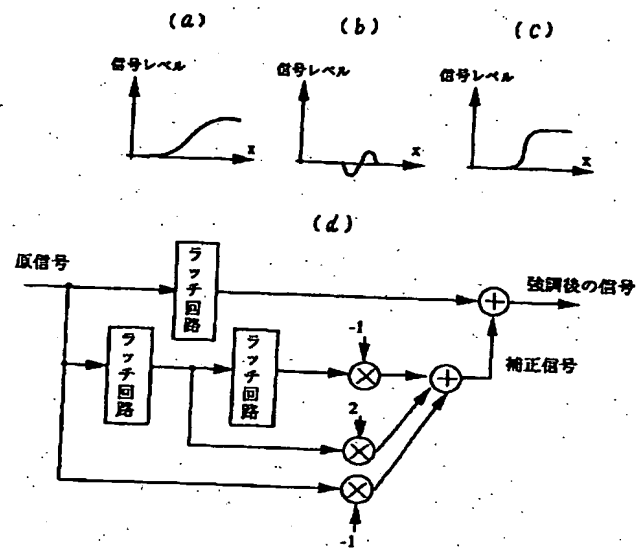 (a)
(b)
(c)
信号レベル
信号レベル
信号レベル
x
x
x
(d)
原信号
ラッチ回路
強調後の信号
ラッチ回路
ラッチ回路
-1
補正信号
2
-1